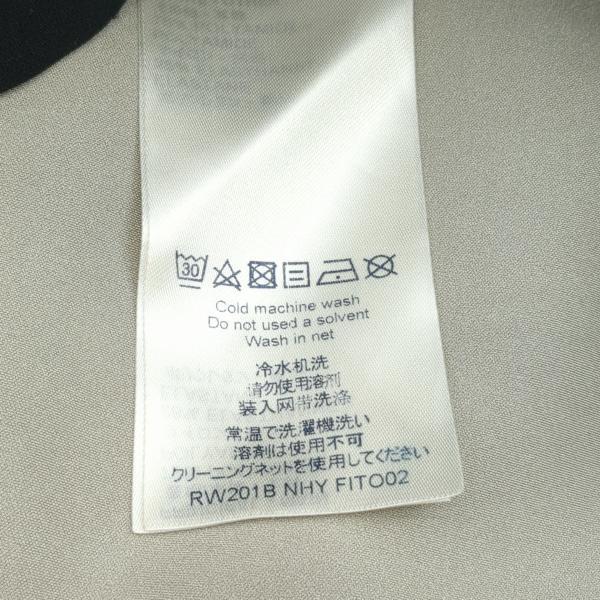 30
Cold machine wash
Do not used a solvent
Wash in net
冷水机洗
请勿使用溶剂
装入网带洗涤
常温で洗濯機洗い
溶剤は使用不可
クリーニングネットを使用してください
RW201B NHY FITO02